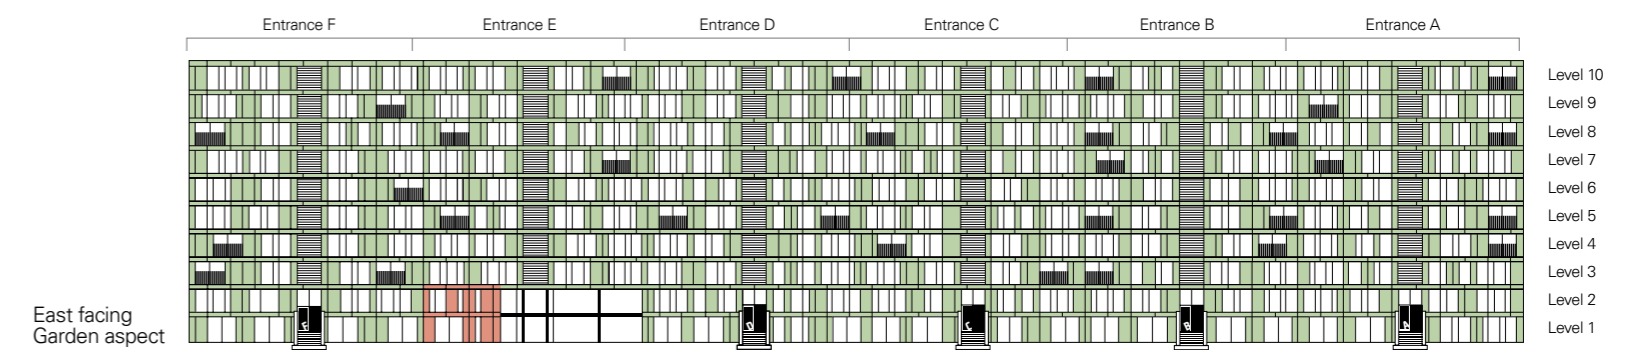 Entrance F
Entrance E
Entrance D
Entrance C
Entrance B
Entrance A
Level 10
Level 9
Level 8
Level 7
Level 6
Level 5
Level 4
Level 3
Level 2
Level 1
East facing
Garden aspect
F
D
C
B
A